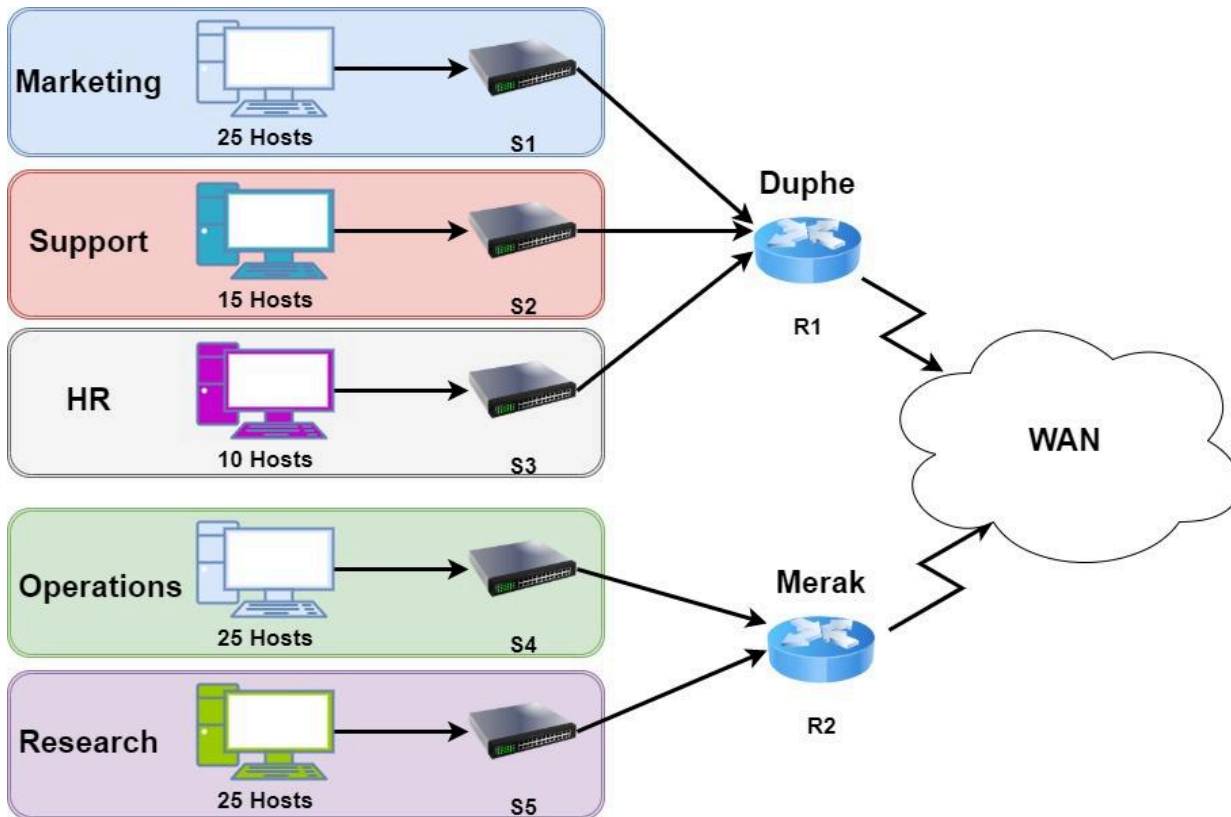 Marketing
25 Hosts
S1
Support
15 Hosts
S2
HR
10 Hosts
S3
Operations
25 Hosts
S4
Research
25 Hosts
S5
Duphe
R1
Merak
R2
WAN